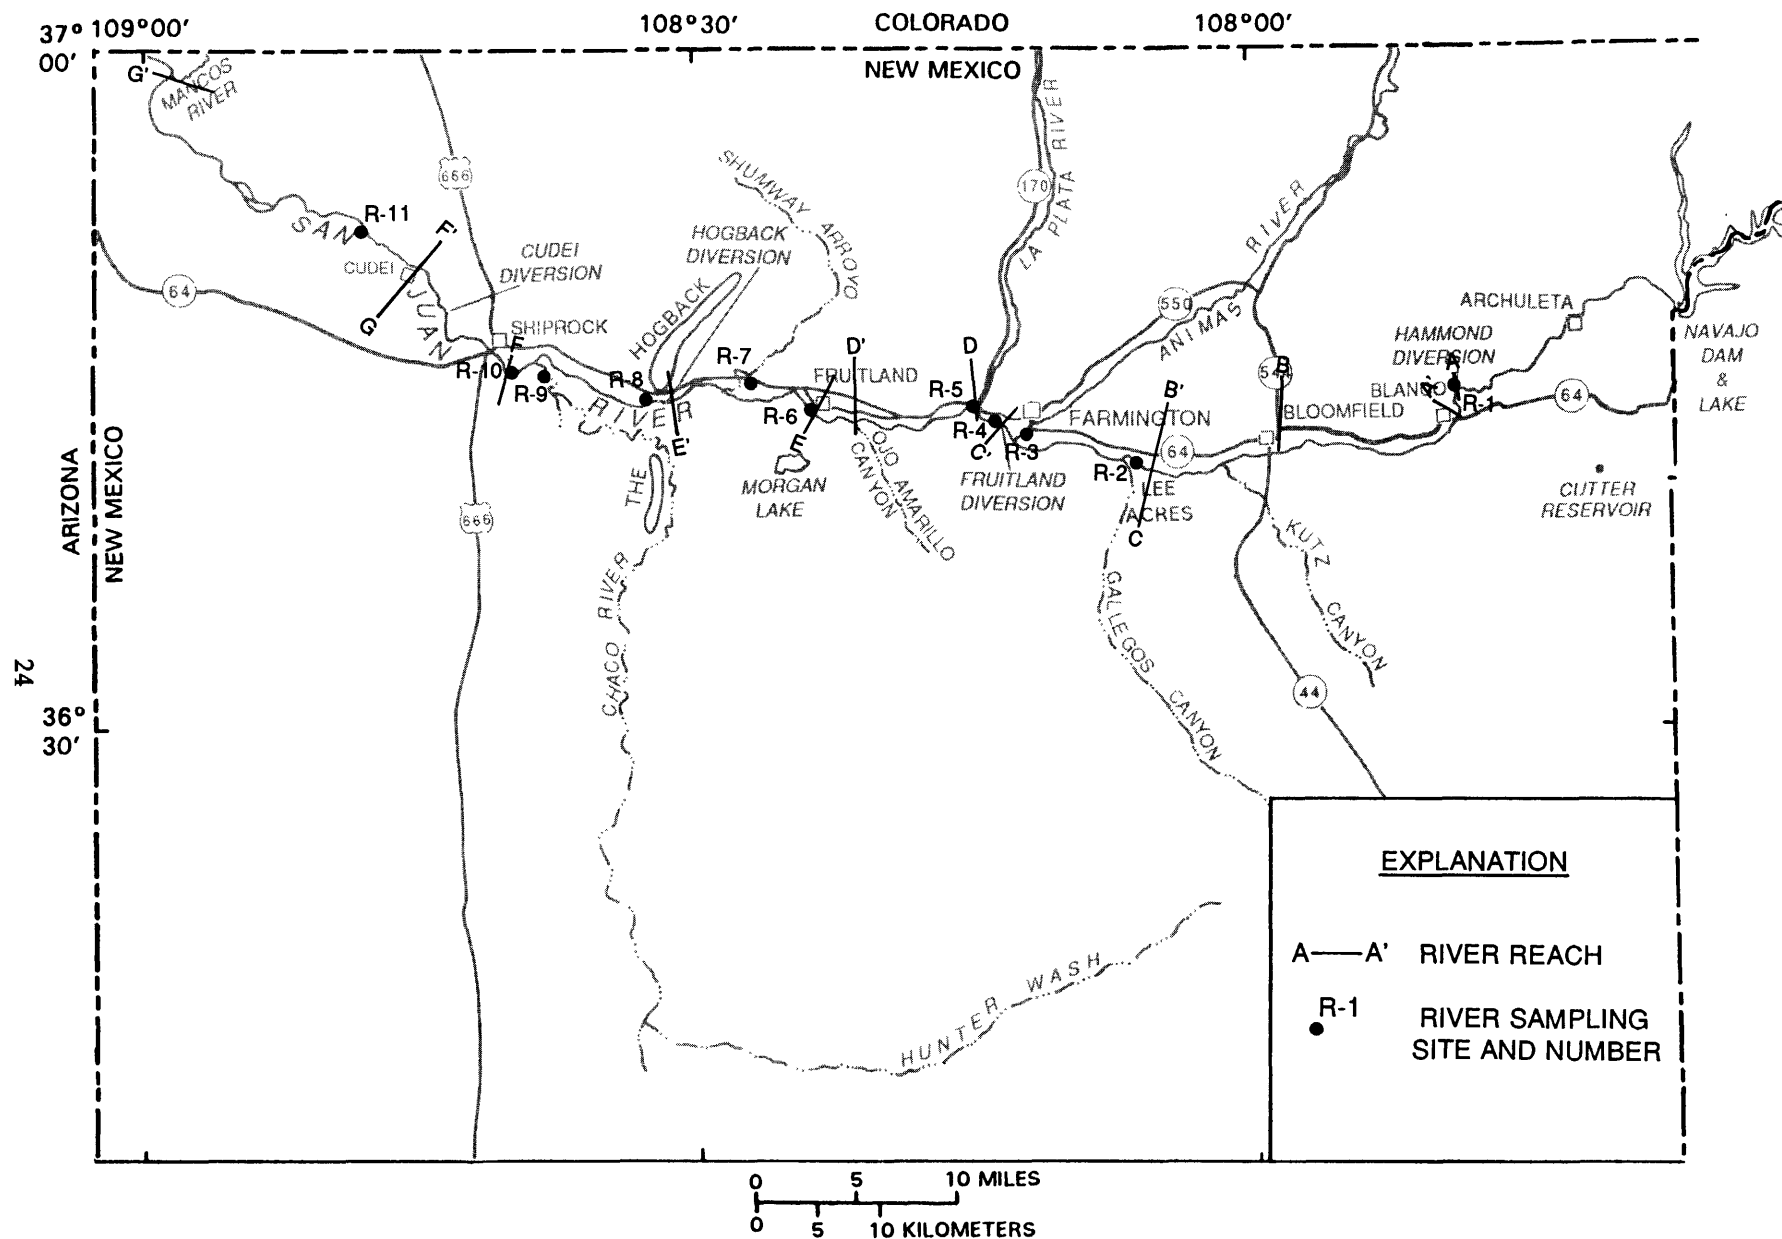 37° 109°00' 108°30' COLORADO 108°00'
00' NEW MEXICO
G'
MANCOS
RIVER
666
SHUMWAY ARROYO
170
LA PLATA RIVER
R-11
SAN JUAN RIVER
F'
CUDEI
CUDEI
DIVERSION
HOGBACK
DIVERSION
64
G
SHIPROCK
THE HOGBACK
550
ANIMAS RIVER
ARCHULETA
HAMMOND
DIVERSION
NAVAJO
DAM
&
LAKE
F
R-10
R-9
R-8
R-7
D'
D
FRUITLAND
R-6
R-5
R-4
R-3
C'
E
E'
B'
B
A
BLANCO
R-1
64
FARMINGTON
BLOOMFIELD
64
R-2
LEE
ACRES
C
MORGAN
LAKE
OJO AMARILLO
CANYON
FRUITLAND
DIVERSION
CUTTER
RESERVOIR
ARIZONA
NEW MEXICO
666
KUTZ CANYON
CHACO RIVER
GALLEGOS CANYON
44
24
36°
30'
HUNTER WASH
EXPLANATION
A A' RIVER REACH
R-1
RIVER SAMPLING
SITE AND NUMBER
0 5 10 MILES
0 5 10 KILOMETERS